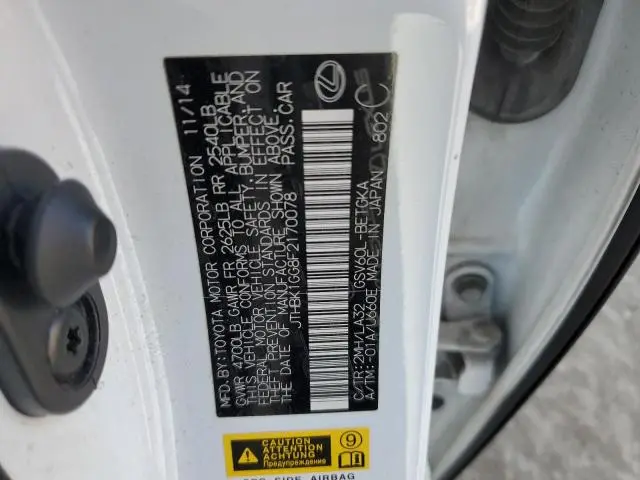 MFD.BY:TOYOTA MOTOR CORPORATION 11/14
GVWR 4700LB GAWR FR 2625LB RR 2540LB
THIS VEHICLE CONFORMS TO ALL APPLICABLE
FEDERAL MOTOR VEHICLE SAFETY, BUMPER, AND
THEFT PREVENTION STANDARDS IN EFFECT ON
THE DATE OF MANUFACTURE SHOWN ABOVE.
JTHBK1GG8F2170078 PASS.CAR
C/TR:2MH/LA32 GSV60L-BETGKA
A/TM:-01A/U660E MADE IN JAPAN 802
CAUTION
ATTENTION
ACHTUNG
Предупреждение
9
SIDE AIRBAG